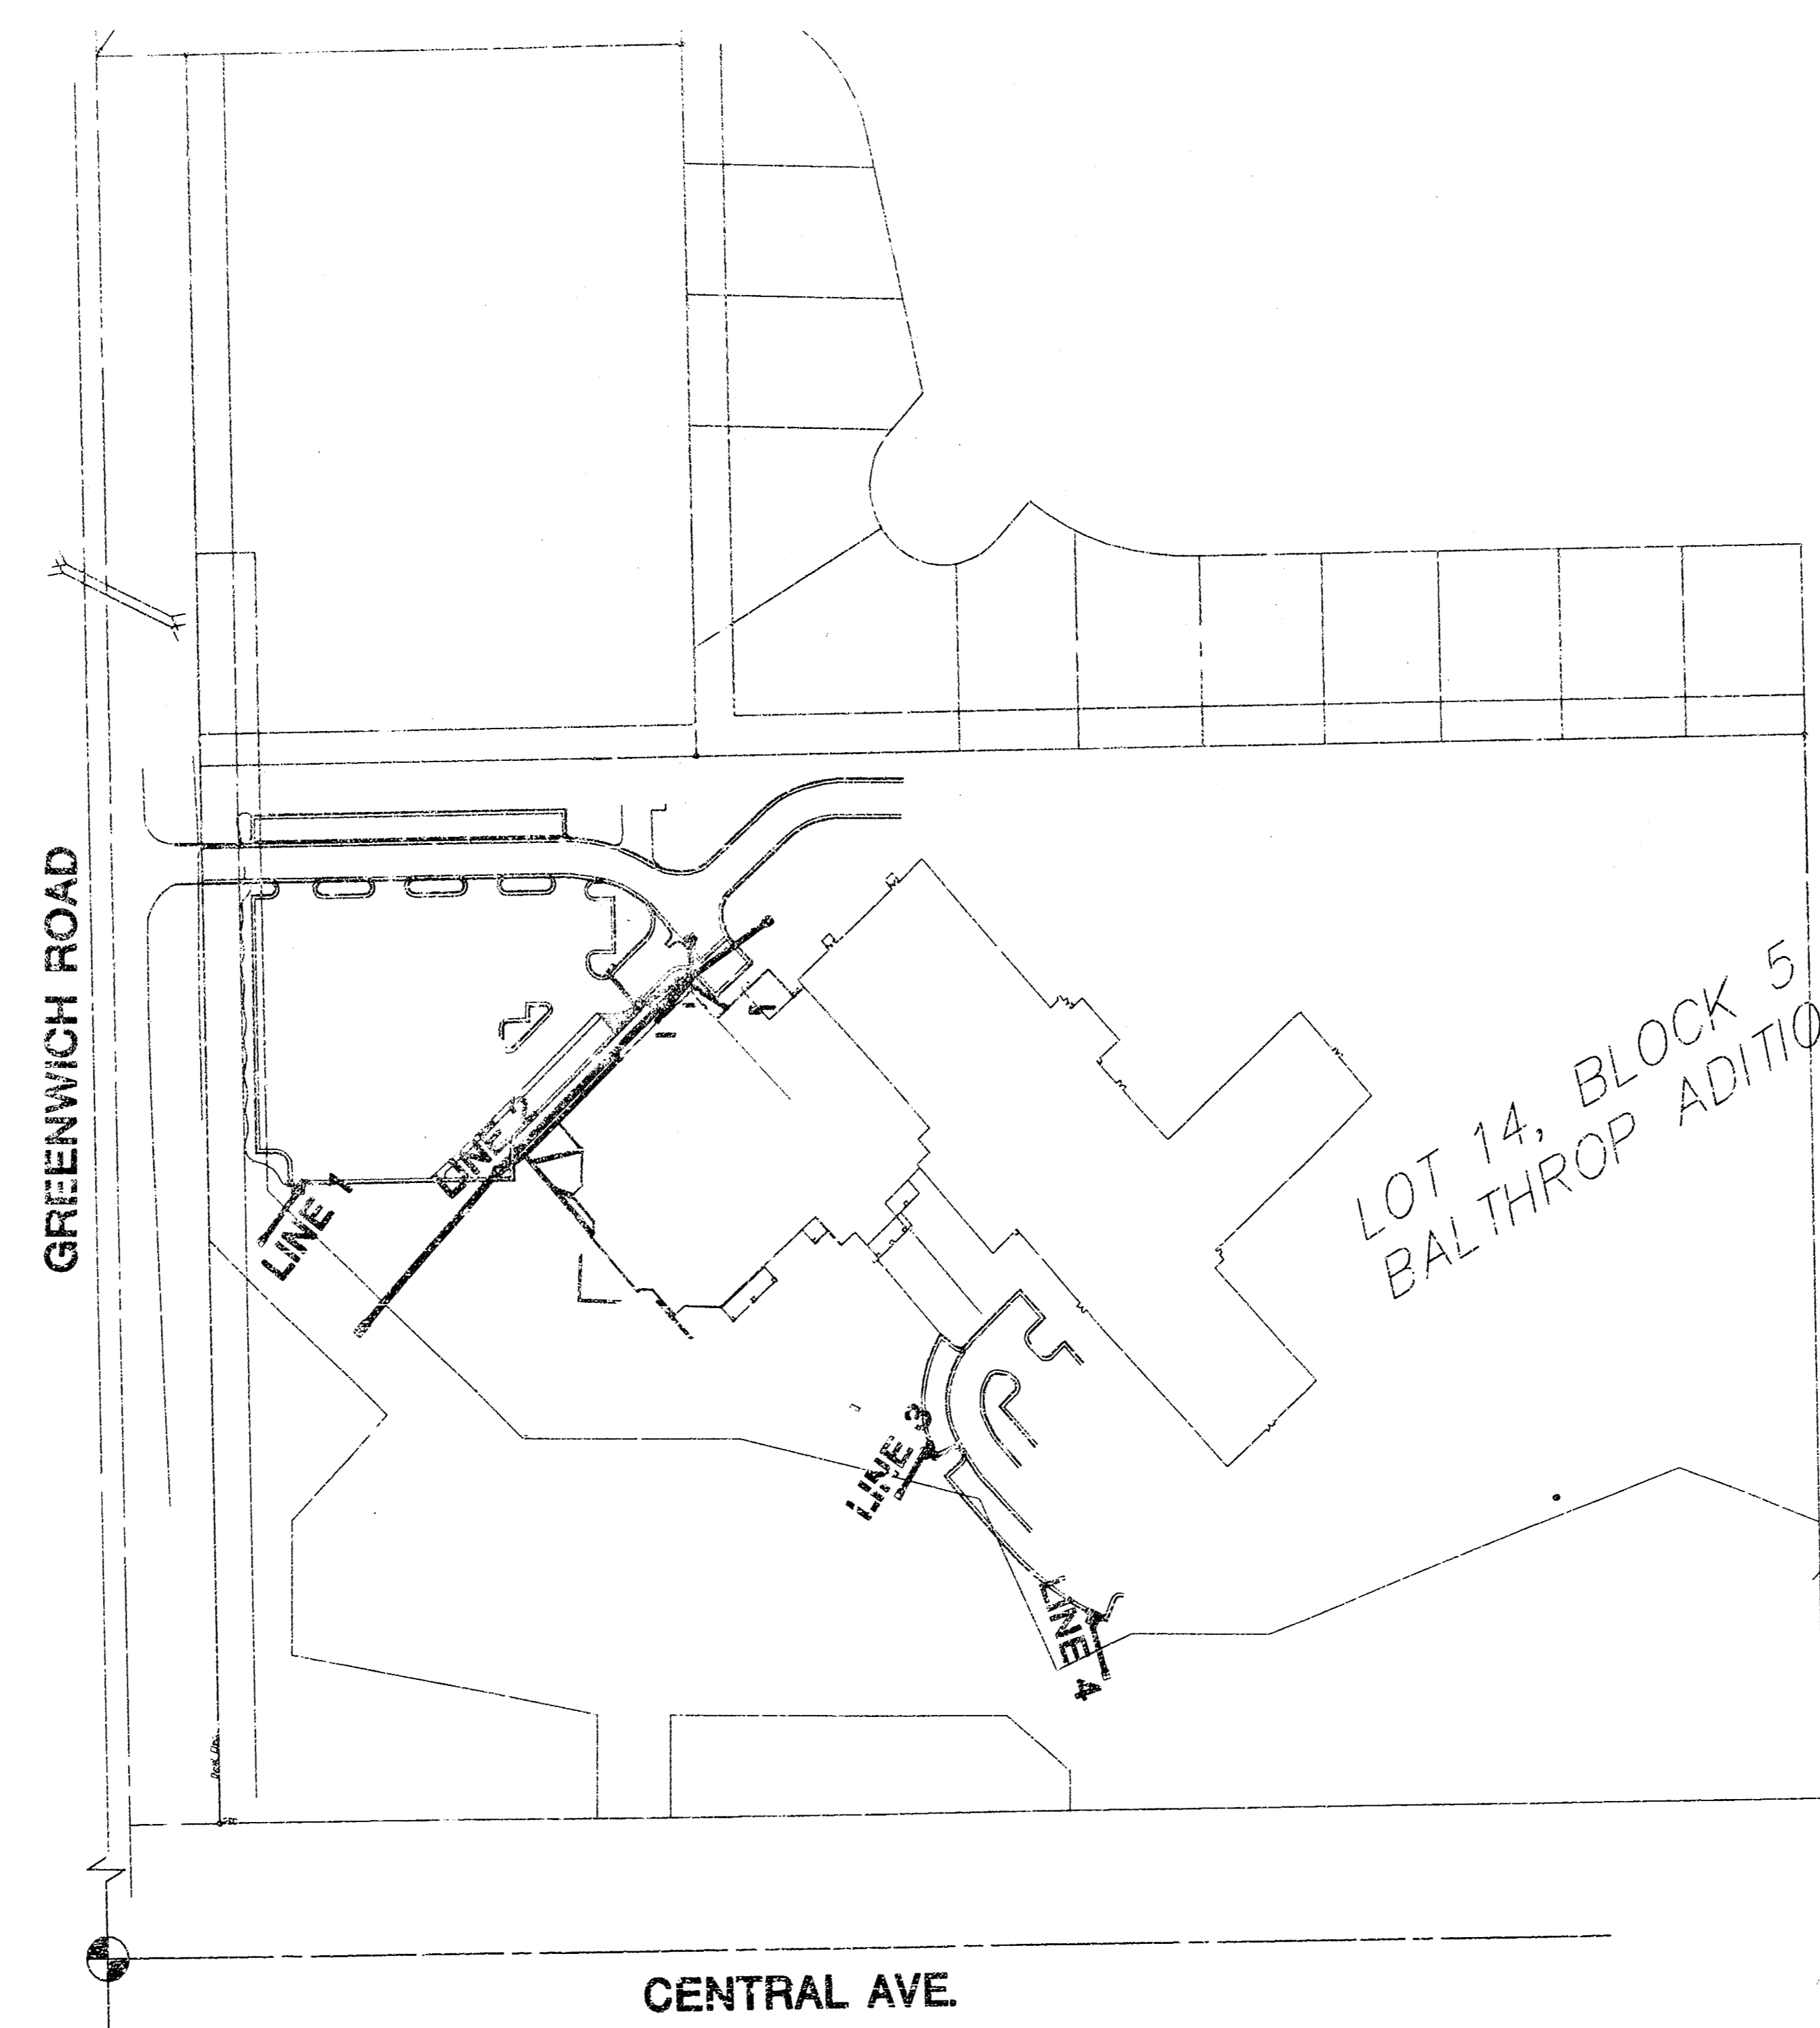 GREENWICH ROAD
LOT 14, BLOCK 5
BALTHROP ADITIO
LINE 1
LINE 2
LINE 3
LINE 4
CENTRAL AVE.